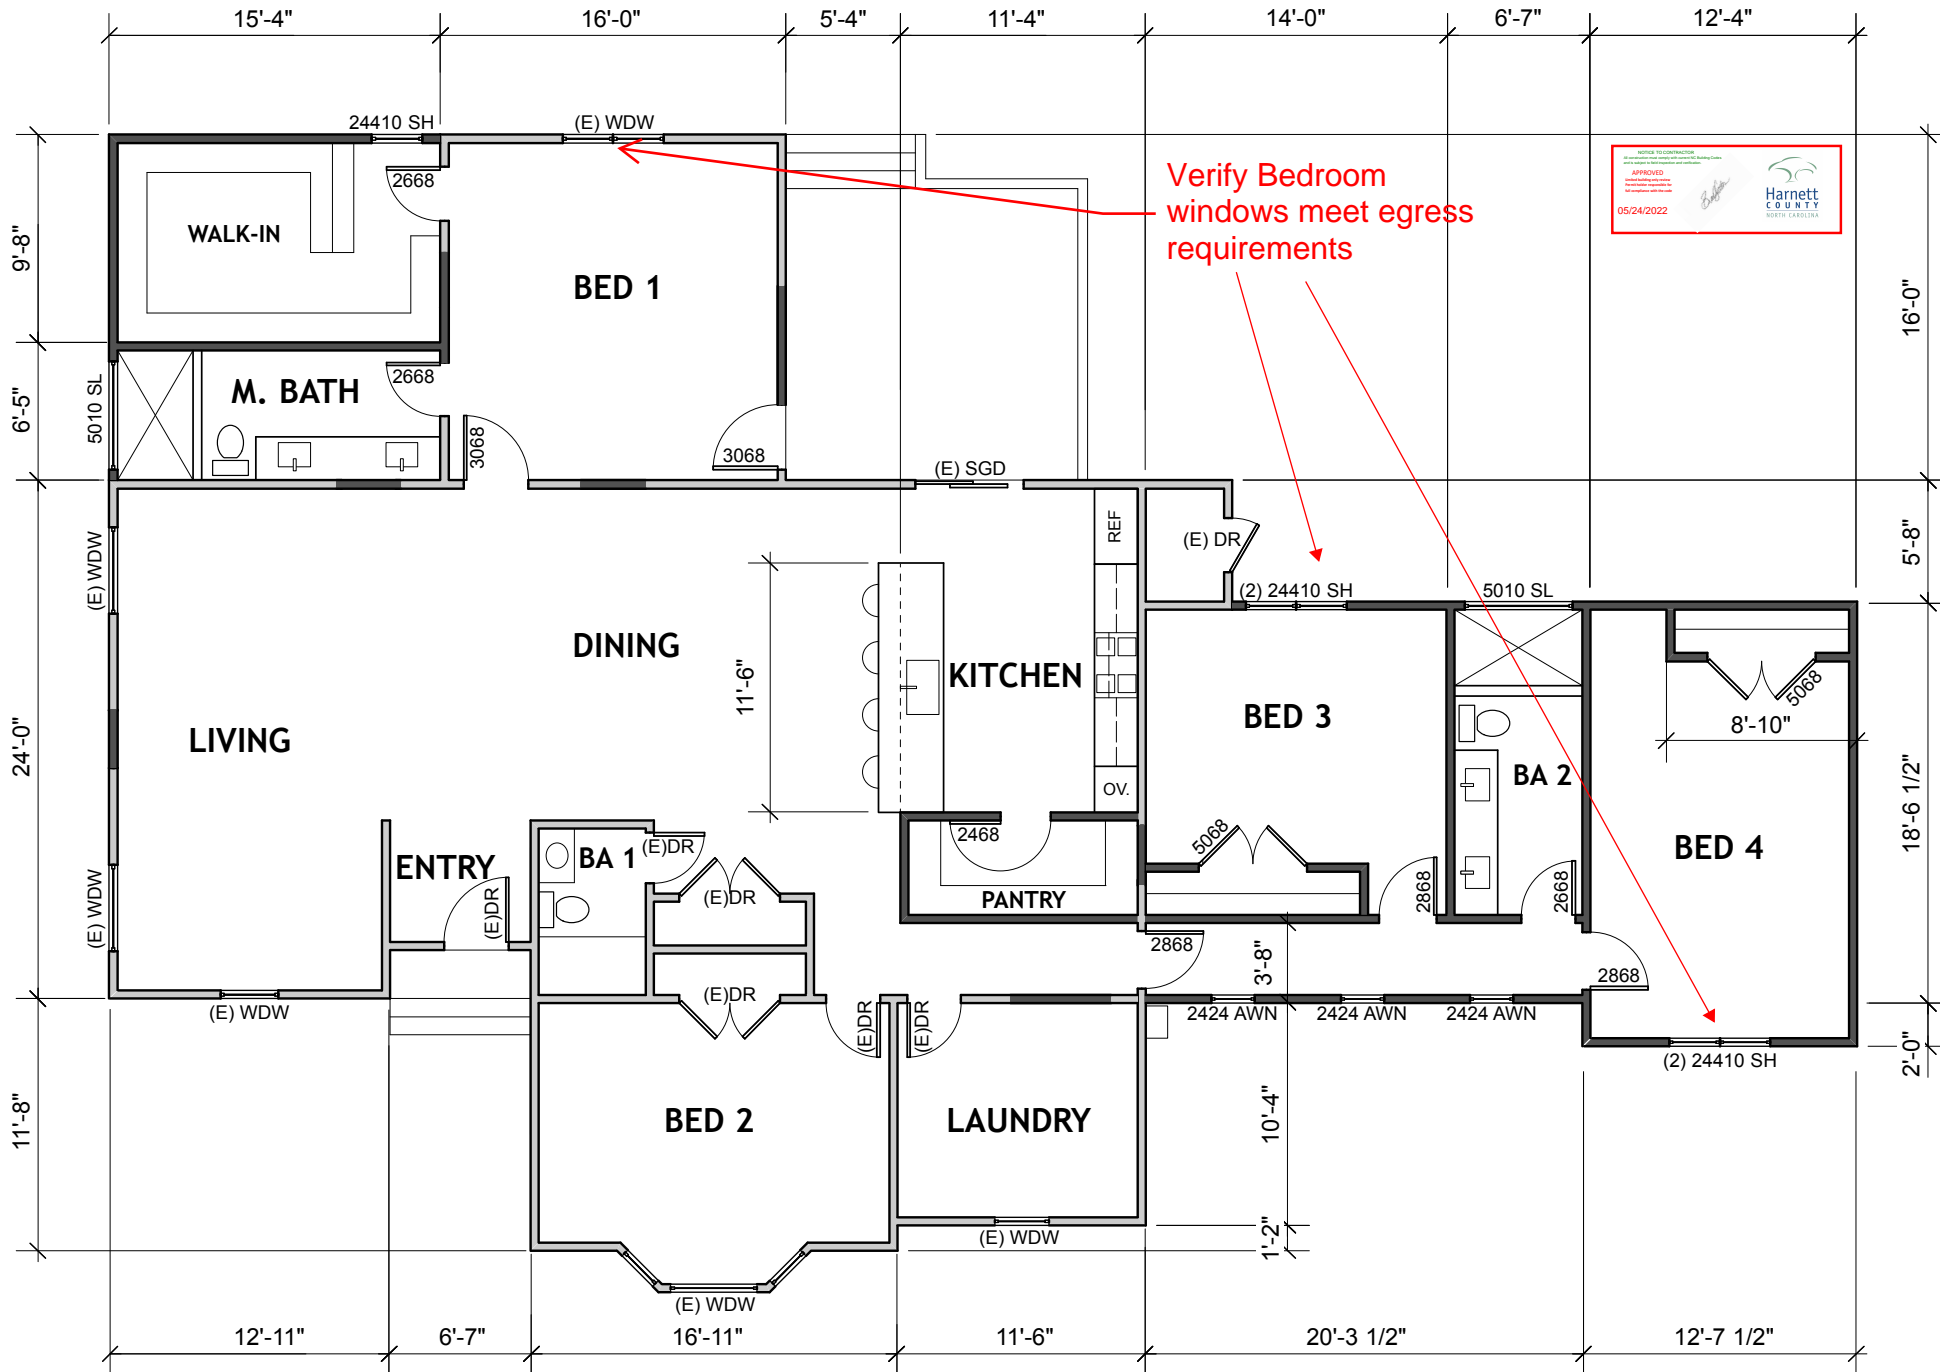 15'-4"
16'-0"
5'-4"
11'-4"
14'-0"
6'-7"
12'-4"
24410 SH
(E) WDW
2668
WALK-IN
BED 1
Verify Bedroom
windows meet egress
requirements
NOTICE TO CONTRACTOR
APPROVED
05/24/2022
Harnett
COUNTY
NORTH CAROLINA
9'-8"
16'-0"
6'-5"
5010 SL
M. BATH
2668
3068
3068
(E) SGD
REF
(E) DR
5'-8"
(E) WDW
(2) 24410 SH
5010 SL
DINING
11'-6"
KITCHEN
5068
8'-10"
LIVING
24'-0"
BED 3
BA 2
OV.
18'-6 1/2"
2468
5068
BED 4
ENTRY
BA 1
(E)DR
(E)DR
PANTRY
2868
2668
(E) WDW
(E)DR
2868
3'-8"
2868
(E)DR
(E) WDW
(E)DR
(E)DR
2424 AWN
2424 AWN
2424 AWN
2'-0"
(2) 24410 SH
11'-8"
BED 2
LAUNDRY
10'-4"
(E) WDW
1'-2"
(E) WDW
12'-11"
6'-7"
16'-11"
11'-6"
20'-3 1/2"
12'-7 1/2"